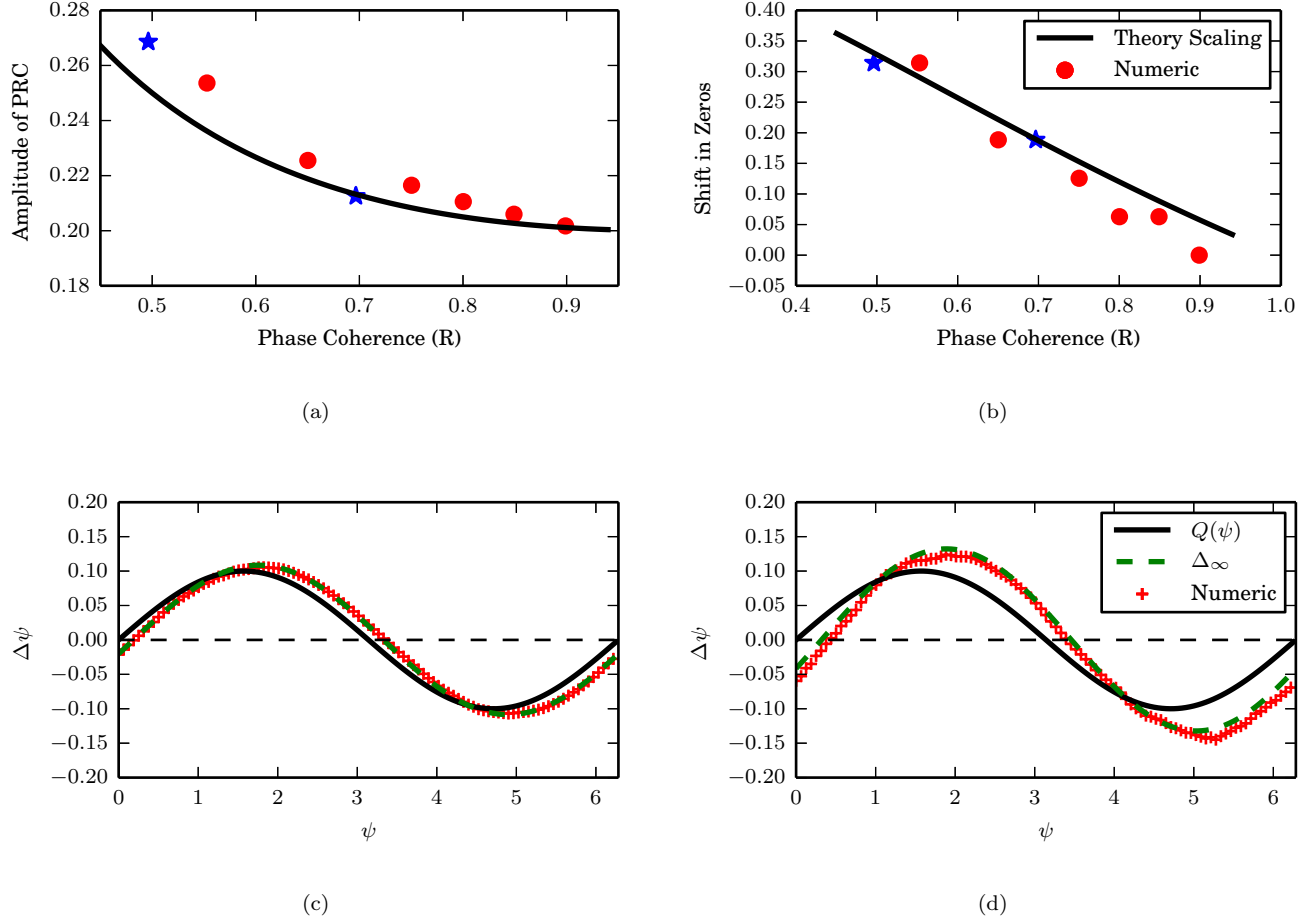 0.28
0.26
0.24
0.22
0.20
0.18
Amplitude of PRC
0.5 0.6 0.7 0.8 0.9
Phase Coherence (R)
(a)
0.40
0.35
0.30
0.25
0.20
0.15
0.10
0.05
0.00
−0.05
Shift in Zeros
Theory Scaling
Numeric
0.4 0.5 0.6 0.7 0.8 0.9 1.0
Phase Coherence (R)
(b)
0.20
0.15
0.10
0.05
0.00
−0.05
−0.10
−0.15
−0.20
Δψ
0 1 2 3 4 5 6
ψ
(c)
0.20
0.15
0.10
0.05
0.00
−0.05
−0.10
−0.15
−0.20
Δψ
Q(ψ)
Δ∞
Numeric
0 1 2 3 4 5 6
ψ
(d)